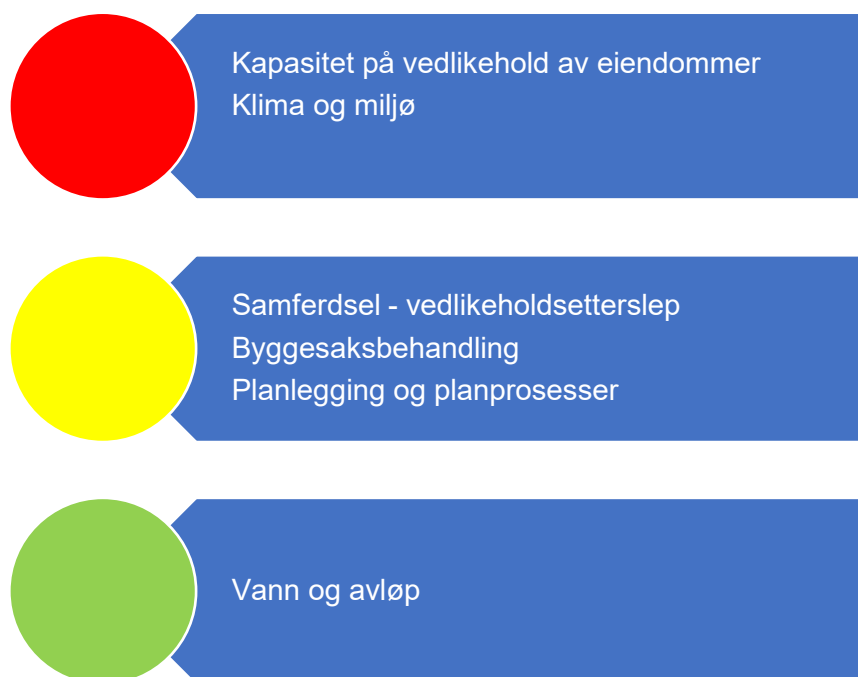 Kapasitet på vedlikehold av eiendommer
Klima og miljø
Samferdsel - vedlikeholdsetterslep
Byggesaksbehandling
Planlegging og planprosesser
Vann og avløp